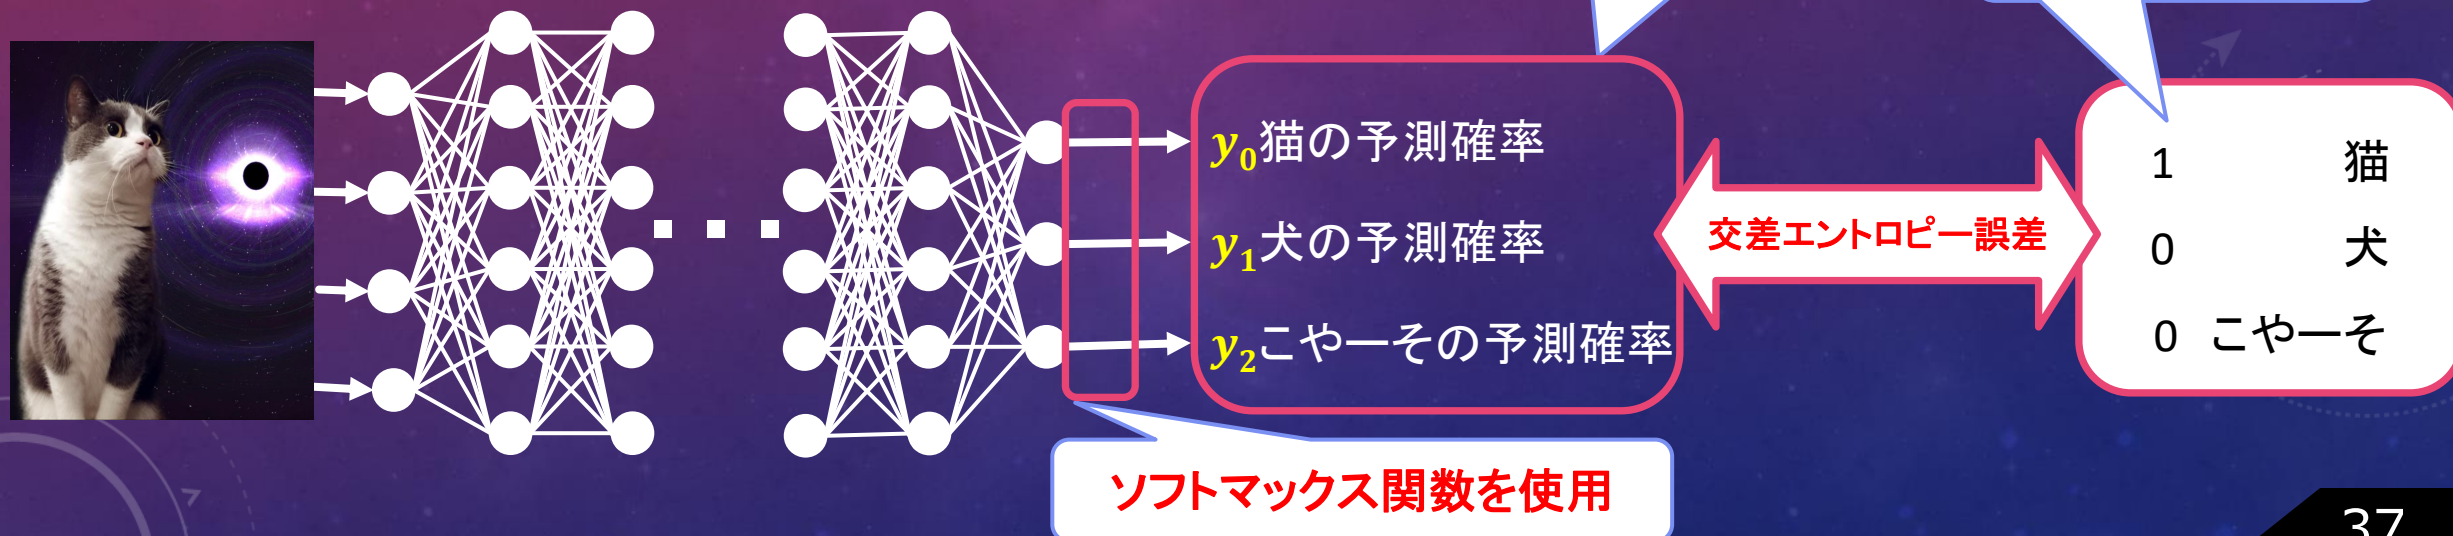 y0猫の予測確率
y1犬の予測確率
y2こやーその予測確率
交差エントロピー誤差
1 猫
0 犬
0 こやーそ
ソフトマックス関数を使用
37